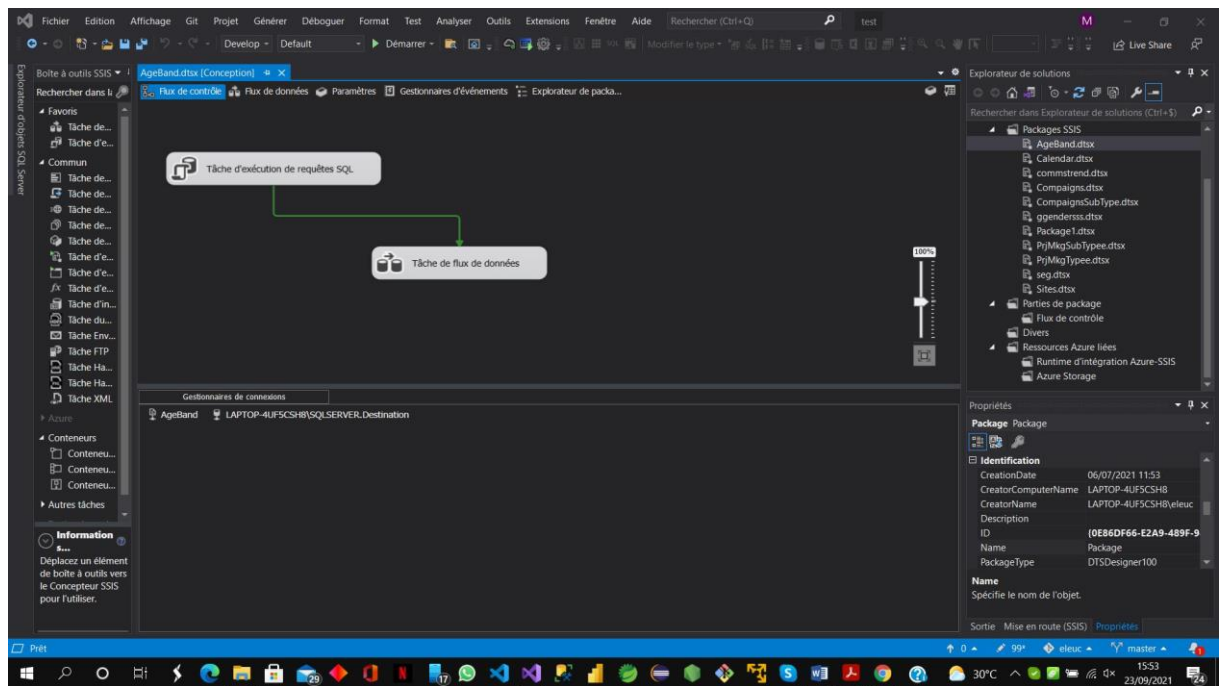 Fichier Edition Affichage Git Projet Générer Déboguer Format Test Analyser Outils Extensions Fenêtre Aide Rechercher (Ctrl+Q) test M
Develop Default Démarrer Modifier le type Live Share
Explorateur d'objets SQL Server
Boîte à outils SSIS
Rechercher dans la
Favoris
Tâche de...
Tâche d'e...
Commun
Tâche de...
Tâche de...
Tâche de...
Tâche de...
Tâche de...
Tâche d'e...
Tâche d'e...
Tâche d'e...
Tâche d'in...
Tâche du...
Tâche Env...
Tâche FTP
Tâche Ha...
Tâche Ha...
Tâche XML
Azure
Conteneurs
Conteneu...
Conteneu...
Conteneu...
Autres tâches
Information
s...
Déplacez un élément
de boîte à outils vers
le Concepteur SSIS
pour l'utiliser.
AgeBand.dtsx [Conception]
Flux de contrôle Flux de données Paramètres Gestionnaires d'événements Explorateur de packa...
Tâche d'exécution de requêtes SQL
Tâche de flux de données
100%
Gestionnaires de connexions
AgeBand LAPTOP-4UF5CSH8\SQLSERVER.Destination
Explorateur de solutions
Rechercher dans Explorateur de solutions (Ctrl+$)
Packages SSIS
AgeBand.dtsx
Calendar.dtsx
commstrend.dtsx
Compaigns.dtsx
CompaignsSubType.dtsx
ggendersss.dtsx
Package1.dtsx
PrjMkgSubTypee.dtsx
PrjMkgTypee.dtsx
seg.dtsx
Sites.dtsx
Parties de package
Flux de contrôle
Divers
Ressources Azure liées
Runtime d'intégration Azure-SSIS
Azure Storage
Propriétés
Package Package
Identification
CreationDate 06/07/2021 11:53
CreatorComputerName LAPTOP-4UF5CSH8
CreatorName LAPTOP-4UF5CSH8\eleuc
Description
ID {0E86DF66-E2A9-489F-9
Name Package
PackageType DTSDesigner100
Name
Spécifie le nom de l'objet.
Sortie Mise en route (SSIS) Propriétés
Prêt 0 99+ eleuc master
30°C 15:53
23/09/2021